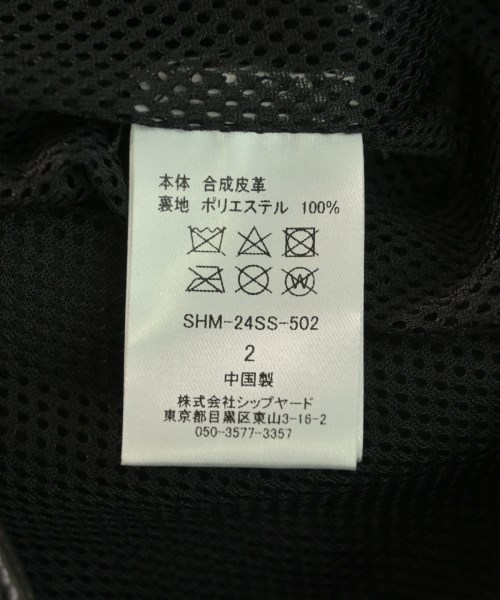 本体 合成皮革
裏地 ポリエステル 100%
W
SHM-24SS-502
2
中国製
株式会社シップヤード
東京都目黒区東山3-16-2
050-3577-3357